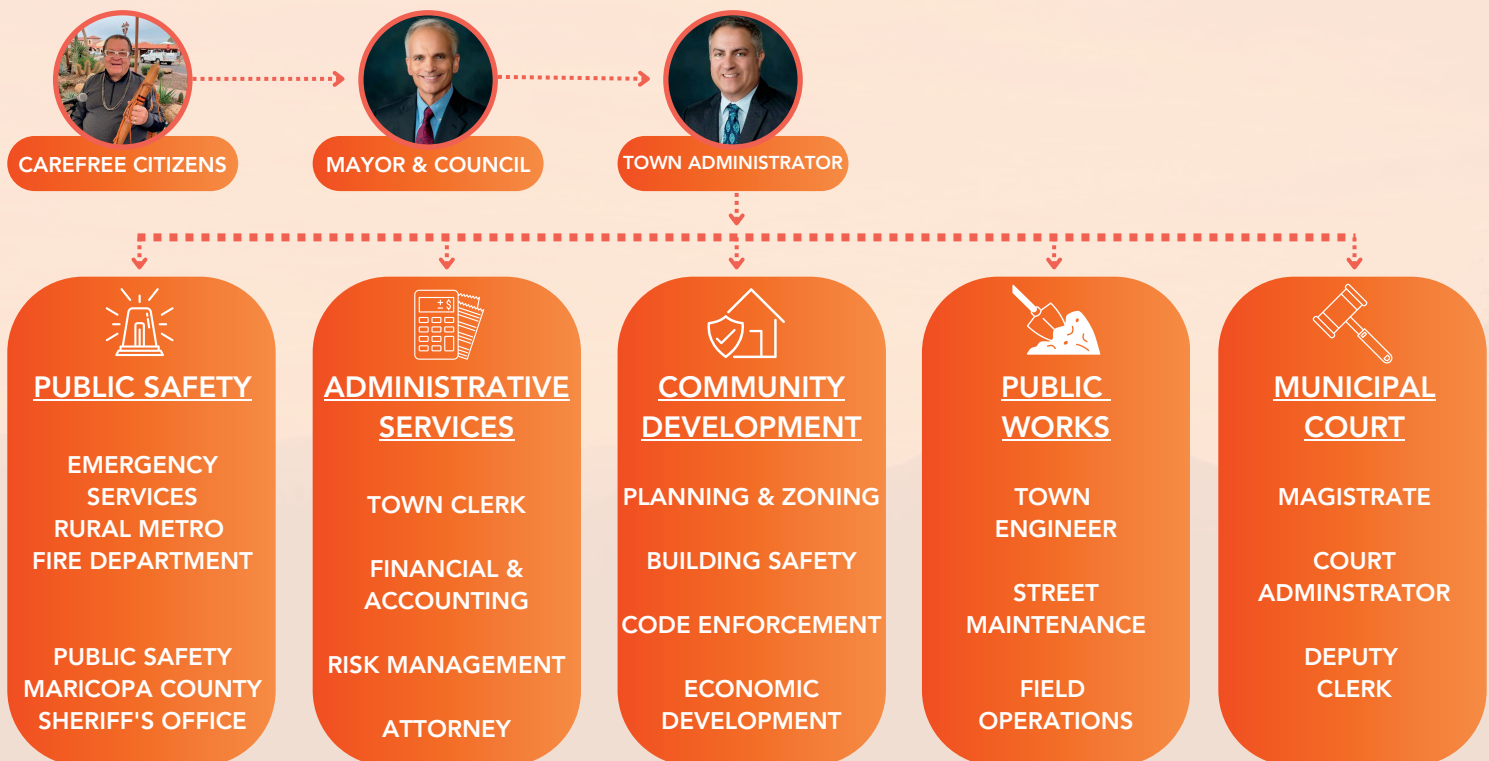 CAREFREE CITIZENS
MAYOR & COUNCIL
TOWN ADMINISTRATOR
PUBLIC SAFETY
EMERGENCY
SERVICES
RURAL METRO
FIRE DEPARTMENT
PUBLIC SAFETY
MARICOPA COUNTY
SHERIFF'S OFFICE
± $
ADMINISTRATIVE
SERVICES
TOWN CLERK
FINANCIAL &
ACCOUNTING
RISK MANAGEMENT
ATTORNEY
COMMUNITY
DEVELOPMENT
PLANNING & ZONING
BUILDING SAFETY
CODE ENFORCEMENT
ECONOMIC
DEVELOPMENT
PUBLIC
WORKS
TOWN
ENGINEER
STREET
MAINTENANCE
FIELD
OPERATIONS
MUNICIPAL
COURT
MAGISTRATE
COURT
ADMINSTRATOR
DEPUTY
CLERK